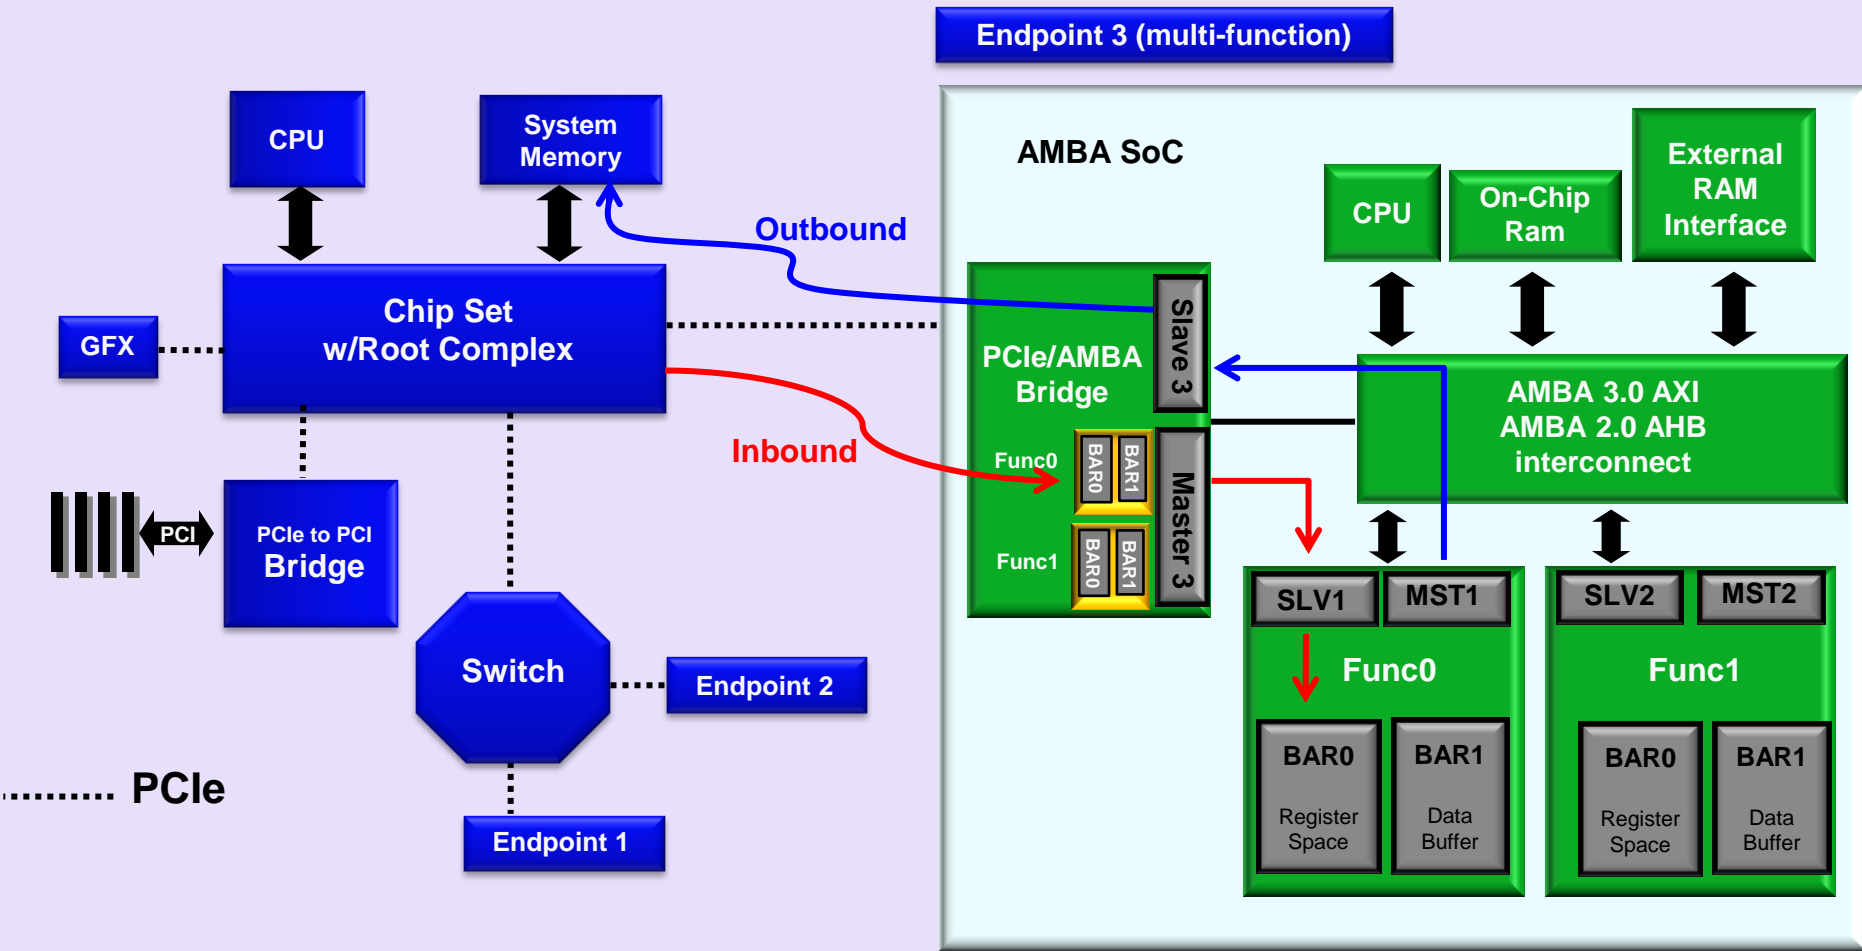 Endpoint 3 (multi-function)
CPU
System
Memory
Outbound
Chip Set
w/Root Complex
GFX
Inbound
PCI
PCIe to PCI
Bridge
Switch
Endpoint 2
PCIe
Endpoint 1
AMBA SoC
CPU
On-Chip
Ram
External
RAM
Interface
PCIe/AMBA
Bridge
Slave 3
Func0
BAR0
BAR1
Func1
BAR0
BAR1
Master 3
AMBA 3.0 AXI
AMBA 2.0 AHB
interconnect
SLV1
MST1
Func0
BAR0
Register
Space
BAR1
Data
Buffer
SLV2
MST2
Func1
BAR0
Register
Space
BAR1
Data
Buffer